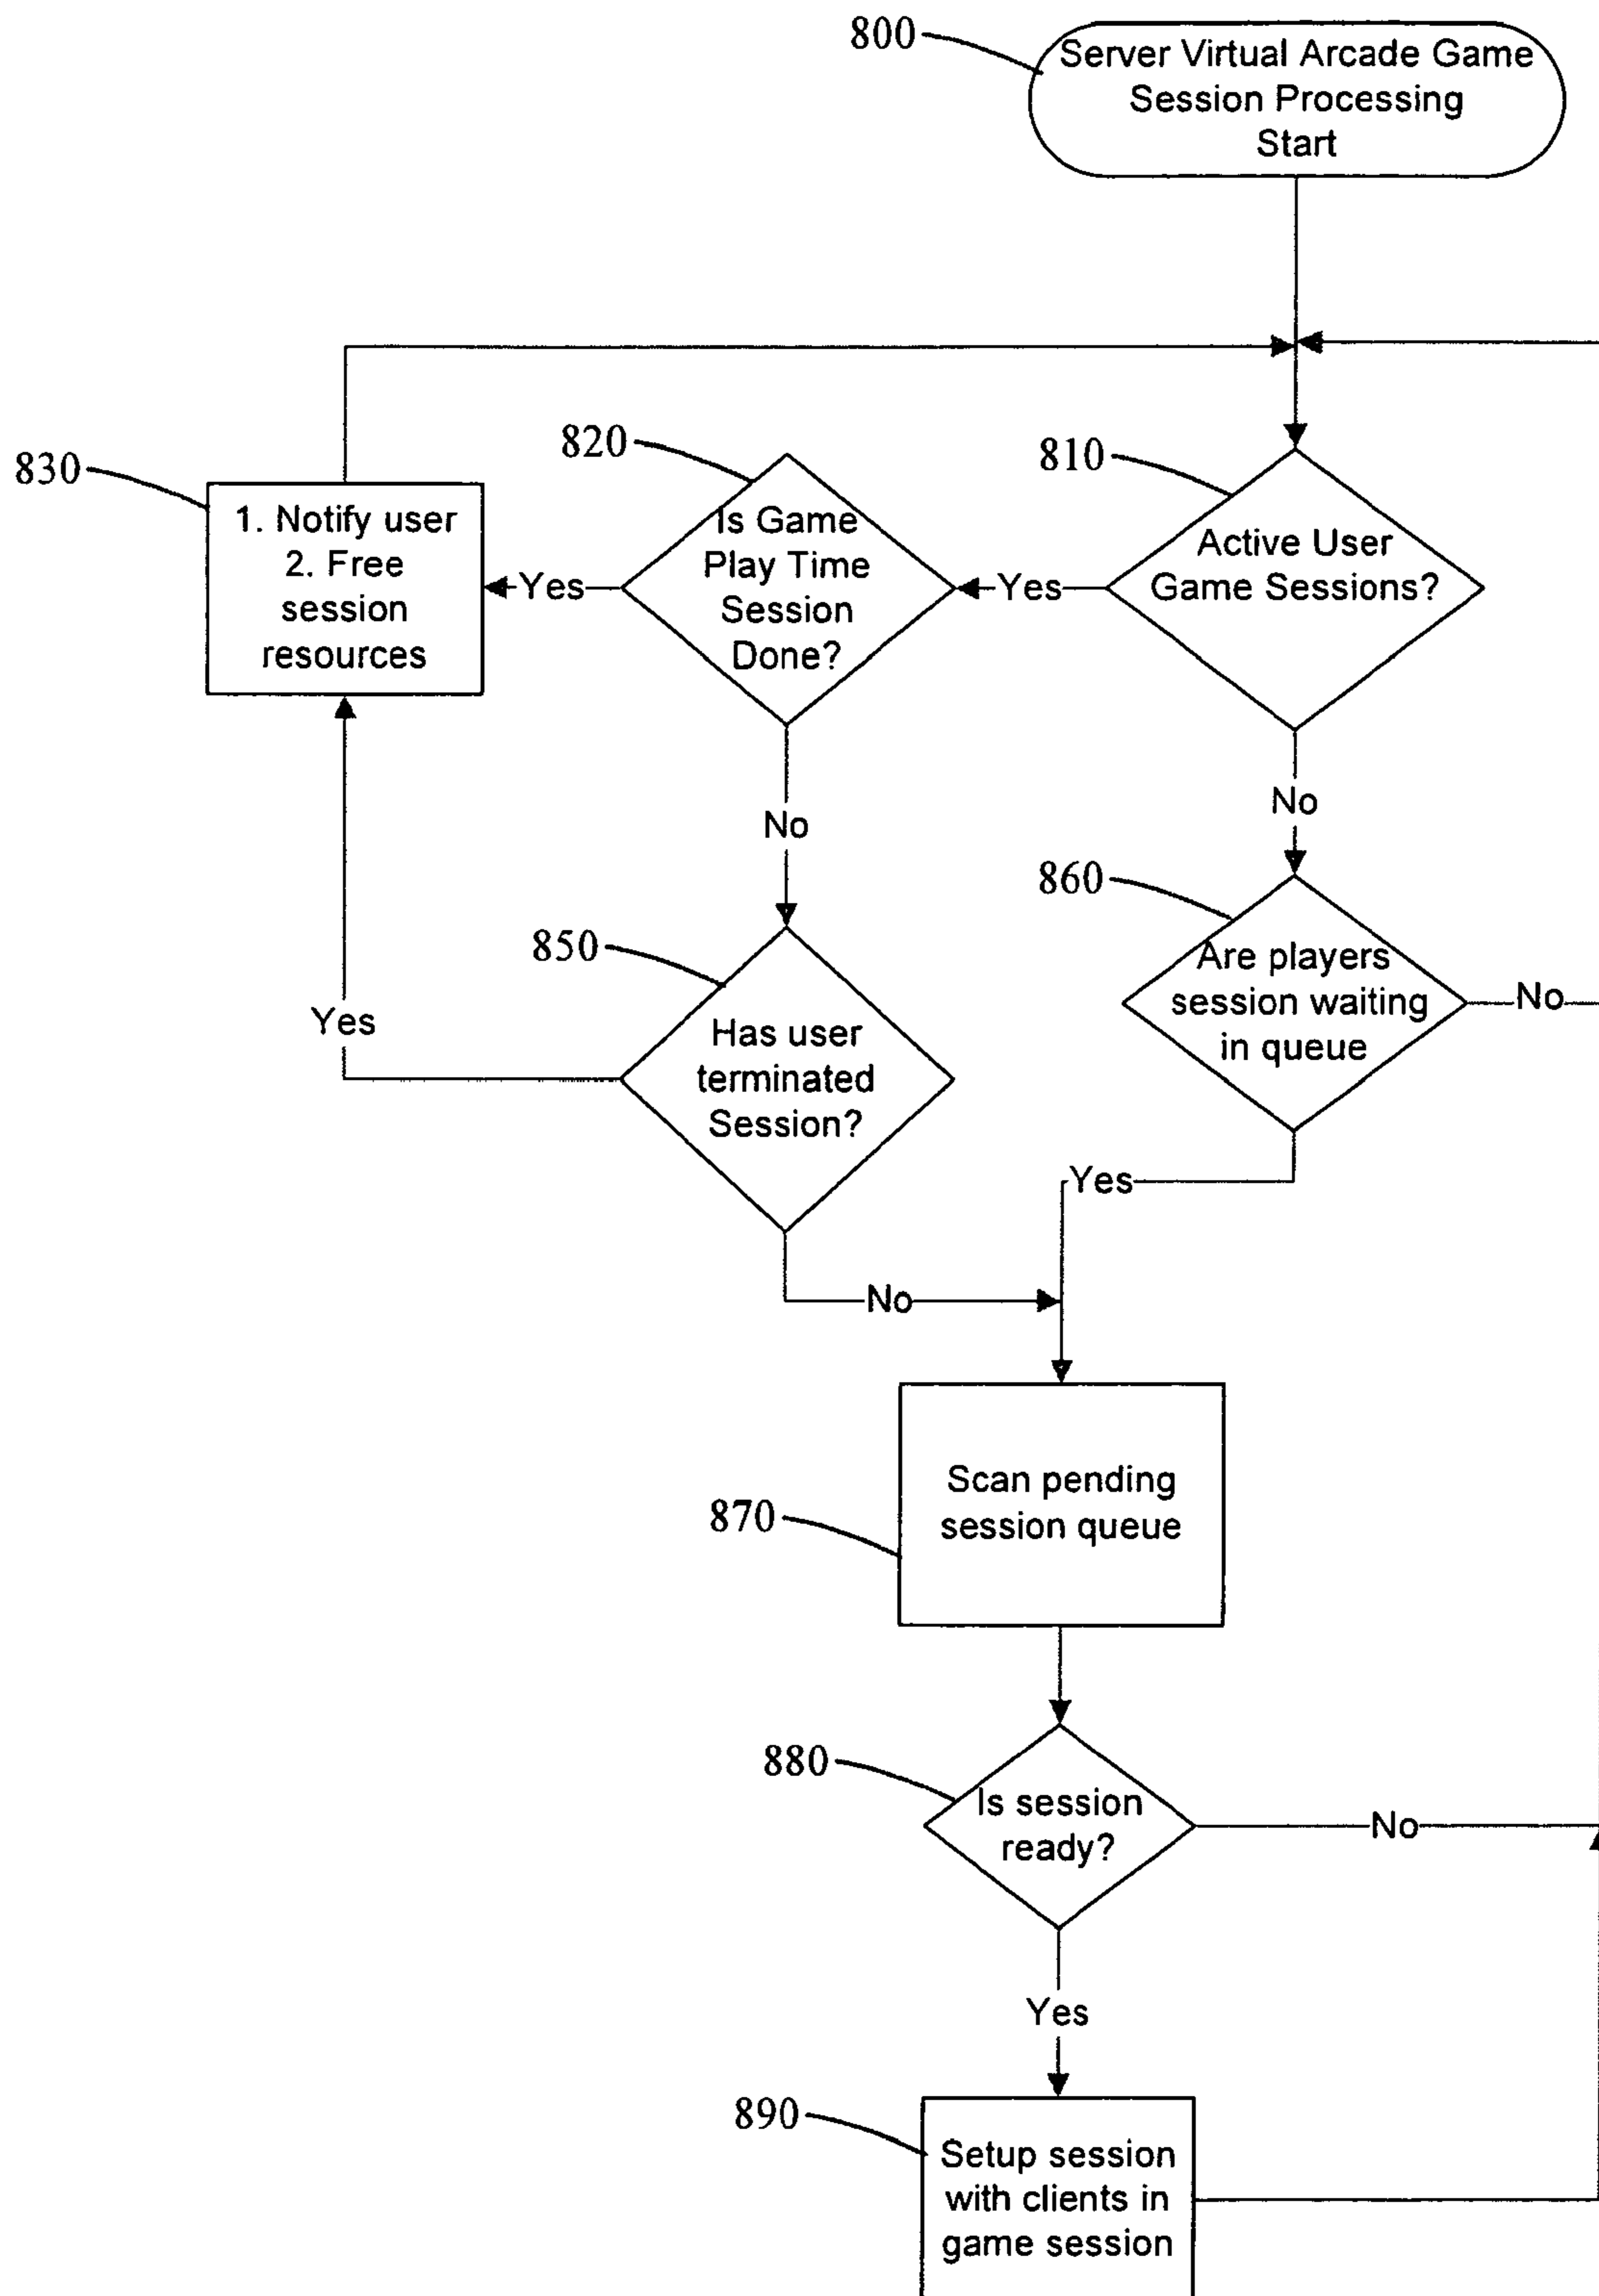 800
Server Virtual Arcade Game
Session Processing
Start
830
1. Notify user
2. Free
session
resources
820
Is Game
Play Time
Session
Done?
810
Active User
Game Sessions?
Yes
Yes
No
No
860
Are players
session waiting
in queue
No
850
Has user
terminated
Session?
Yes
Yes
No
870
Scan pending
session queue
880
Is session
ready?
No
Yes
890
Setup session
with clients in
game session